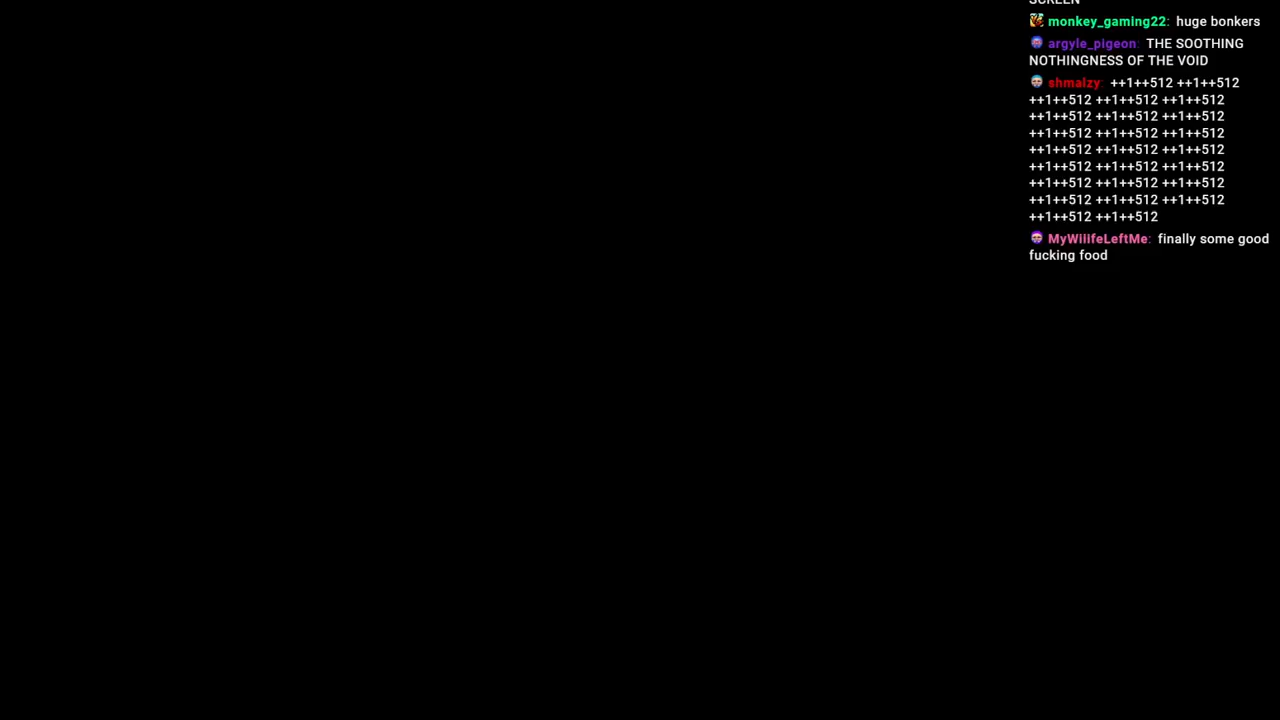 SCREEN
monkey_gaming22: huge bonkers
argyle_pigeon: THE SOOTHING
NOTHINGNESS OF THE VOID
shmalzy: ++1++512 ++1++512
++1++512 ++1++512 ++1++512
++1++512 ++1++512 ++1++512
++1++512 ++1++512 ++1++512
++1++512 ++1++512 ++1++512
++1++512 ++1++512 ++1++512
++1++512 ++1++512 ++1++512
++1++512 ++1++512 ++1++512
++1++512 ++1++512
MyWiiifeLeftMe: finally some good
fucking food